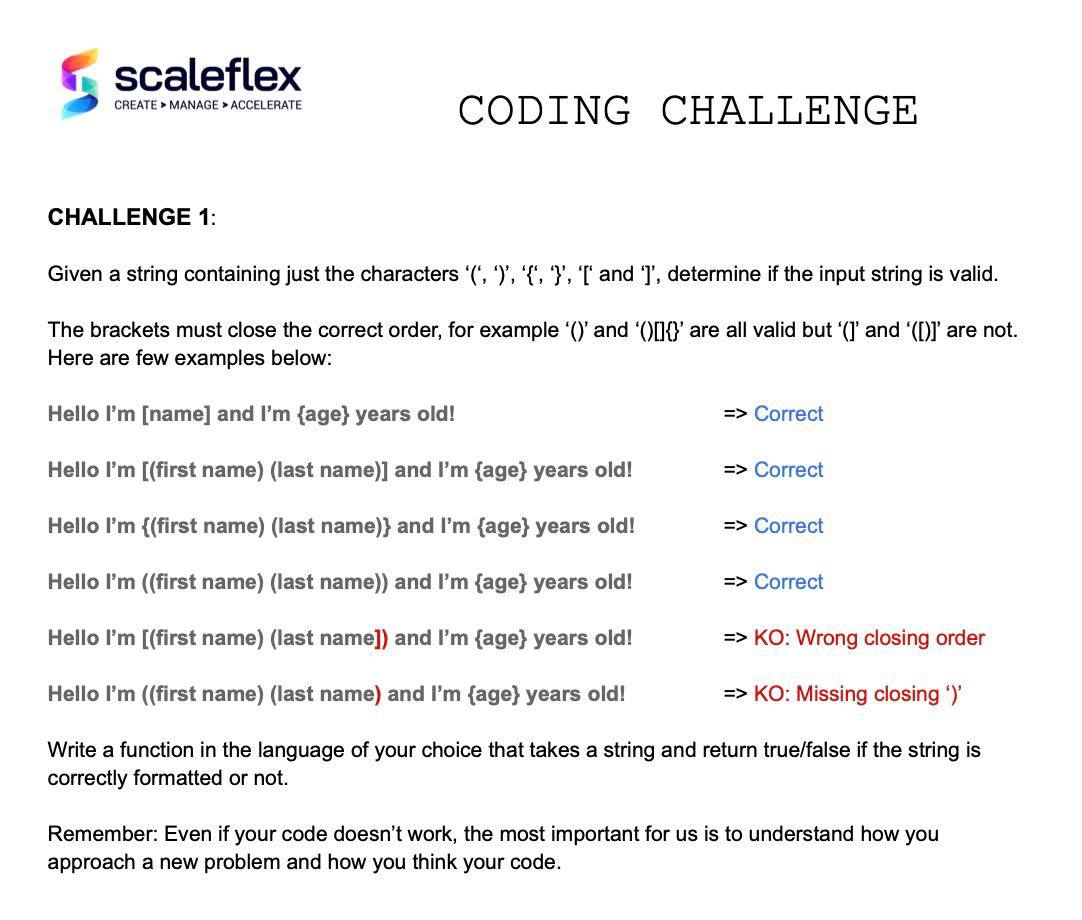 scaleflex
CREATE ▸ MANAGE ▸ ACCELERATE
CODING CHALLENGE
CHALLENGE 1:
Given a string containing just the characters ‘(‘, ‘)’, ‘{‘, ‘}’, ‘[‘ and ‘]’, determine if the input string is valid.
The brackets must close the correct order, for example ‘()’ and ‘()[]{}’ are all valid but ‘(]’ and ‘([)]’ are not.
Here are few examples below:
Hello I’m [name] and I’m {age} years old! => Correct
Hello I’m [(first name) (last name)] and I’m {age} years old! => Correct
Hello I’m {(first name) (last name)} and I’m {age} years old! => Correct
Hello I’m ((first name) (last name)) and I’m {age} years old! => Correct
Hello I’m [(first name) (last name]) and I’m {age} years old! => KO: Wrong closing order
Hello I’m ((first name) (last name) and I’m {age} years old! => KO: Missing closing ‘)’
Write a function in the language of your choice that takes a string and return true/false if the string is
correctly formatted or not.
Remember: Even if your code doesn’t work, the most important for us is to understand how you
approach a new problem and how you think your code.